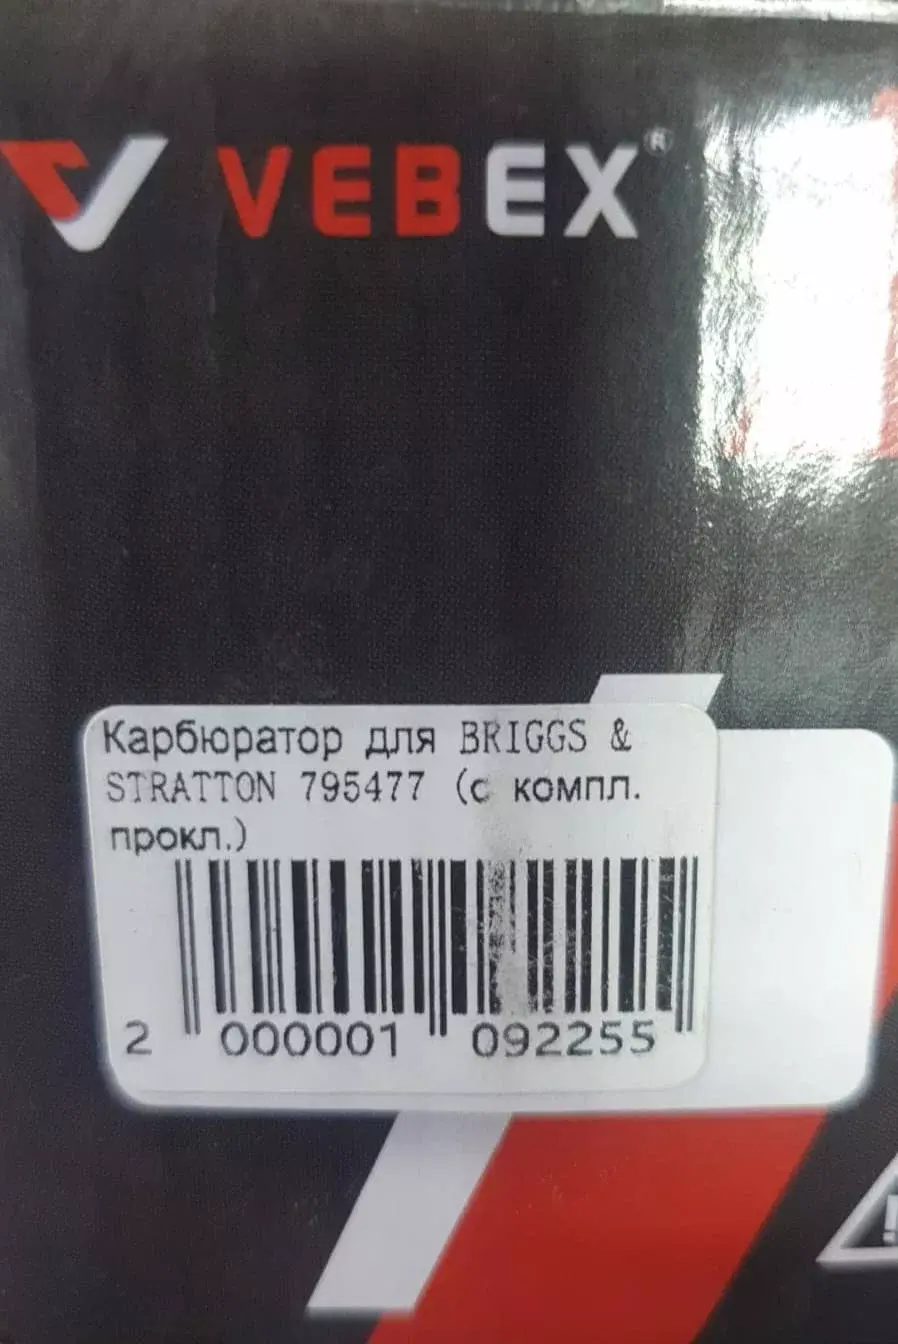 VEBEX®
Карбюратор для BRIGGS &
STRATTON 795477 (с компл.
прокл.)
2 000001 092255